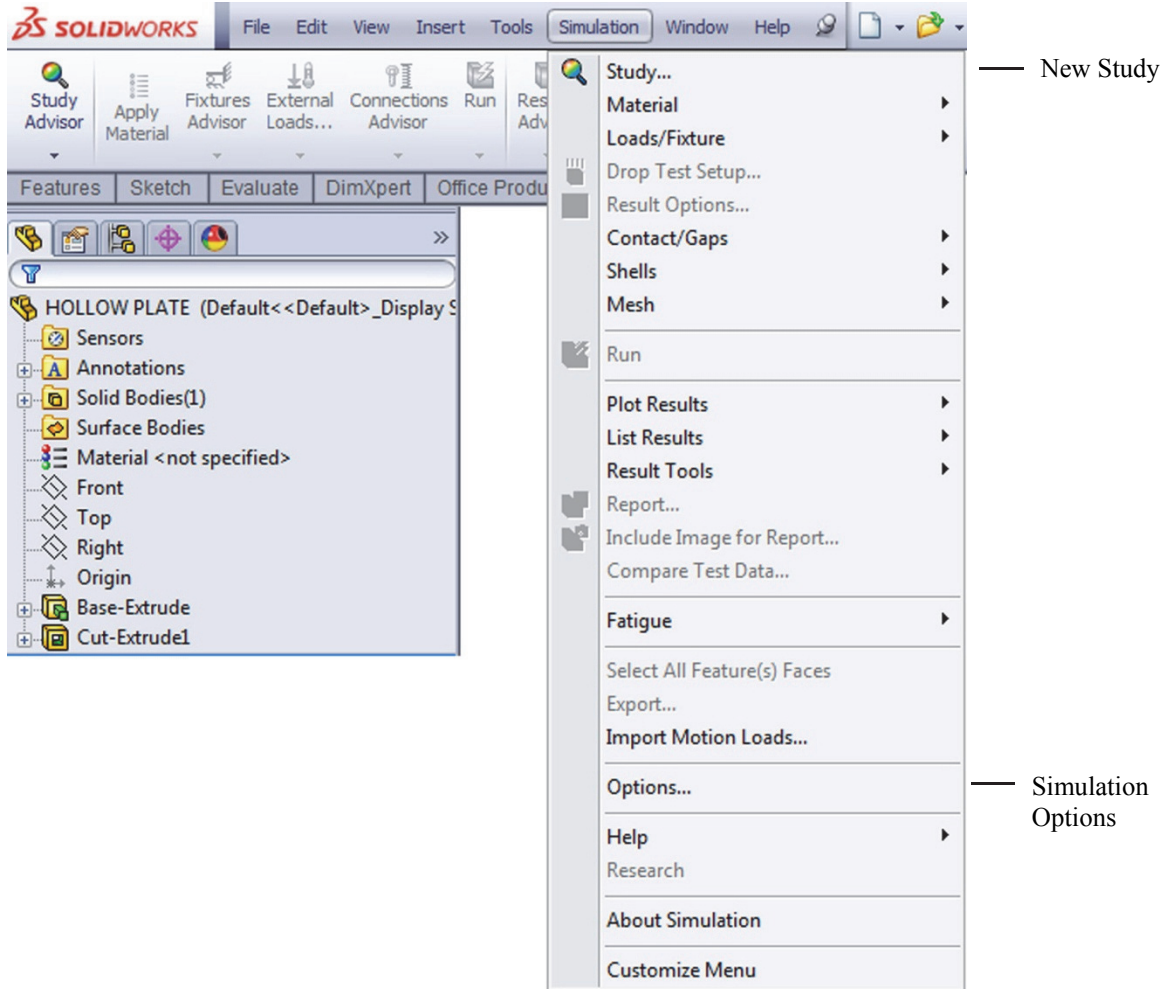 SOLIDWORKS File Edit View Insert Tools Simulation Window Help
Study Advisor
Apply Material
Fixtures Advisor
External Loads...
Connections Advisor
Run
Features Sketch Evaluate DimXpert
HOLLOW PLATE (Default<<Default>_Display S
Sensors
Annotations
Solid Bodies(1)
Surface Bodies
Material <not specified>
Front
Top
Right
Origin
Base-Extrude
Cut-Extrude1
Study...
Material
Loads/Fixture
Drop Test Setup...
Result Options...
Contact/Gaps
Shells
Mesh
Run
Plot Results
List Results
Result Tools
Report...
Include Image for Report...
Compare Test Data...
Fatigue
Select All Feature(s) Faces
Export...
Import Motion Loads...
Options...
Help
Research
About Simulation
Customize Menu
New Study
Simulation
Options